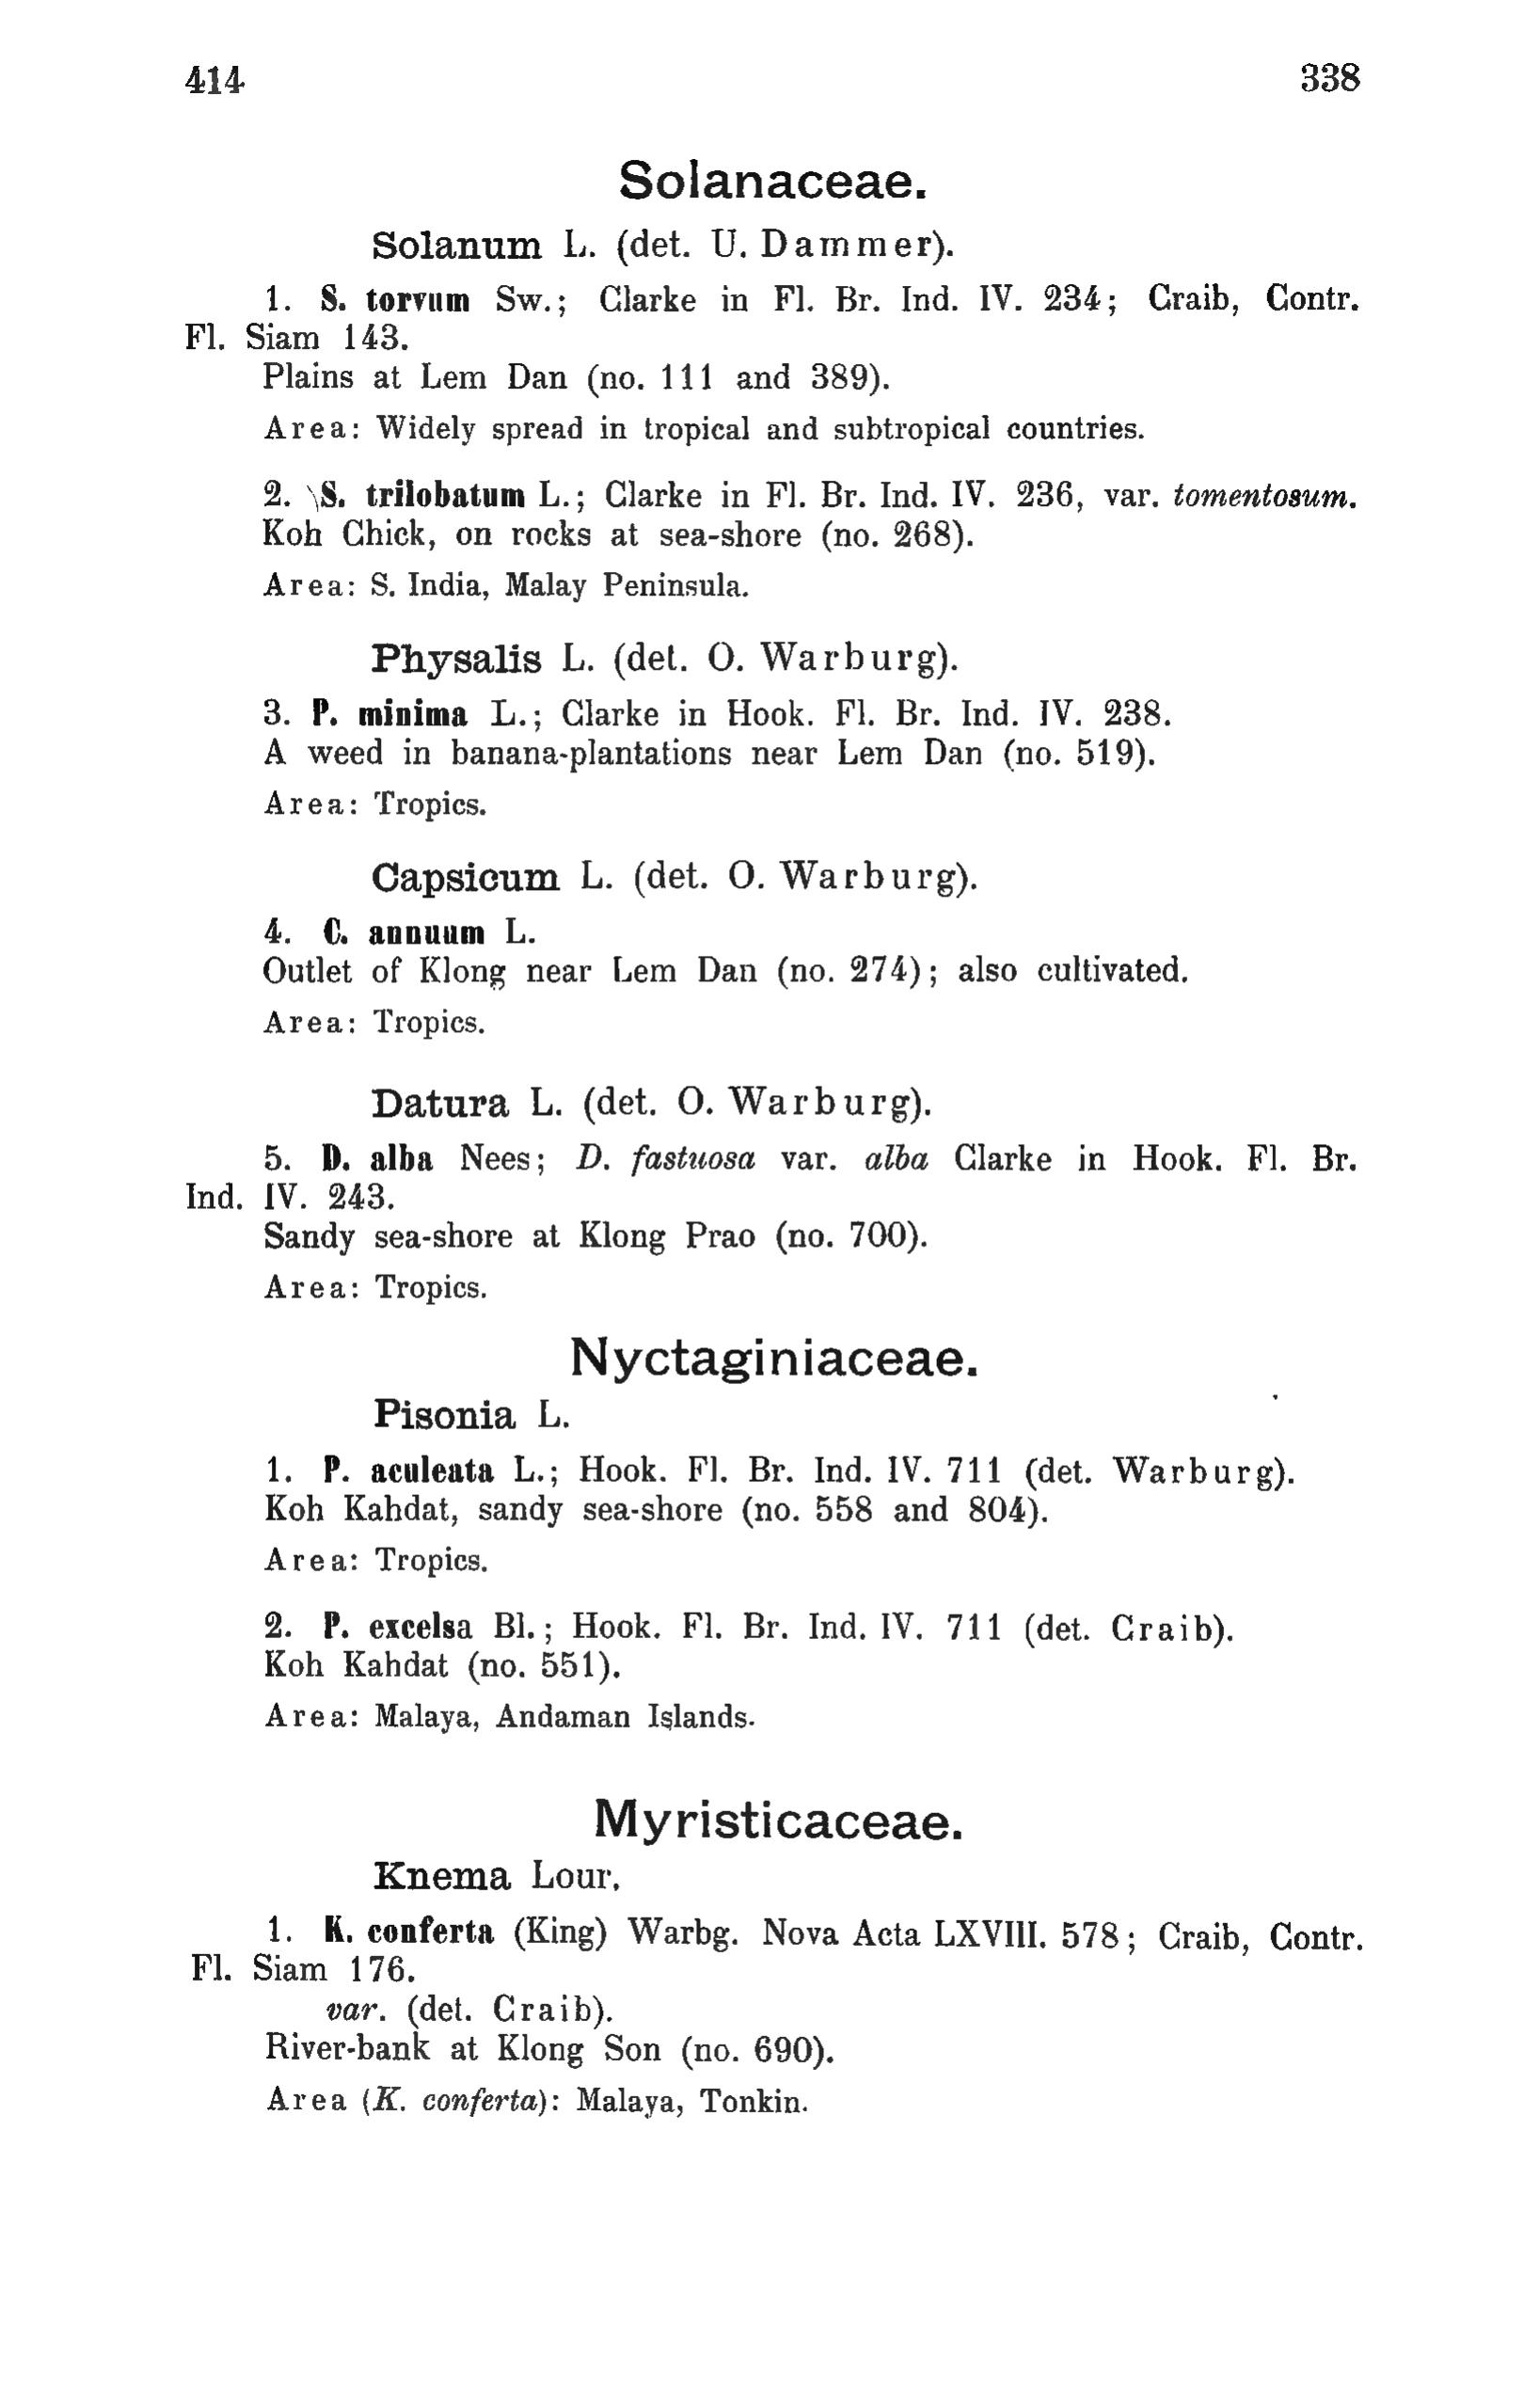 414 338
Solanaceae.
Solanum L. (det. U. Dammer).
1. S. torvum Sw.; Clarke in Fl. Br. Ind. IV. 234; Craib, Contr.
Fl. Siam 143.
Plains at Lem Dan (no. 111 and 389).
Area: Widely spread in tropical and subtropical countries.
2. S. trilobatum L.; Clarke in Fl. Br. Ind. IV. 236, var. tomentosum.
Koh Chick, on rocks at sea-shore (no. 268).
Area: S. India, Malay Peninsula.
Physalis L. (det. O. Warburg).
3. P. minima L.; Clarke in Hook. Fl. Br. Ind. IV. 238.
A weed in banana-plantations near Lem Dan (no. 519).
Area: Tropics.
Capsicum L. (det. O. Warburg).
4. C. annuum L.
Outlet of Klong near Lem Dan (no. 274); also cultivated.
Area: Tropics.
Datura L. (det. O. Warburg).
5. D. alba Nees; D. fastuosa var. alba Clarke in Hook. Fl. Br.
Ind. IV. 243.
Sandy sea-shore at Klong Prao (no. 700).
Area: Tropics.
Nyctaginiaceae.
Pisonia L.
1. P. aculeata L.; Hook. Fl. Br. Ind. IV. 711 (det. Warburg).
Koh Kahdat, sandy sea-shore (no. 558 and 804).
Area: Tropics.
2. P. excelsa Bl.; Hook. Fl. Br. Ind. IV. 711 (det. Craib).
Koh Kahdat (no. 551).
Area: Malaya, Andaman Islands.
Myristicaceae.
Knema Lour.
1. K. conferta (King) Warbg. Nova Acta LXVIII. 578; Craib, Contr.
Fl. Siam 176.
var. (det. Craib).
River-bank at Klong Son (no. 690).
Area (K. conferta): Malaya, Tonkin.